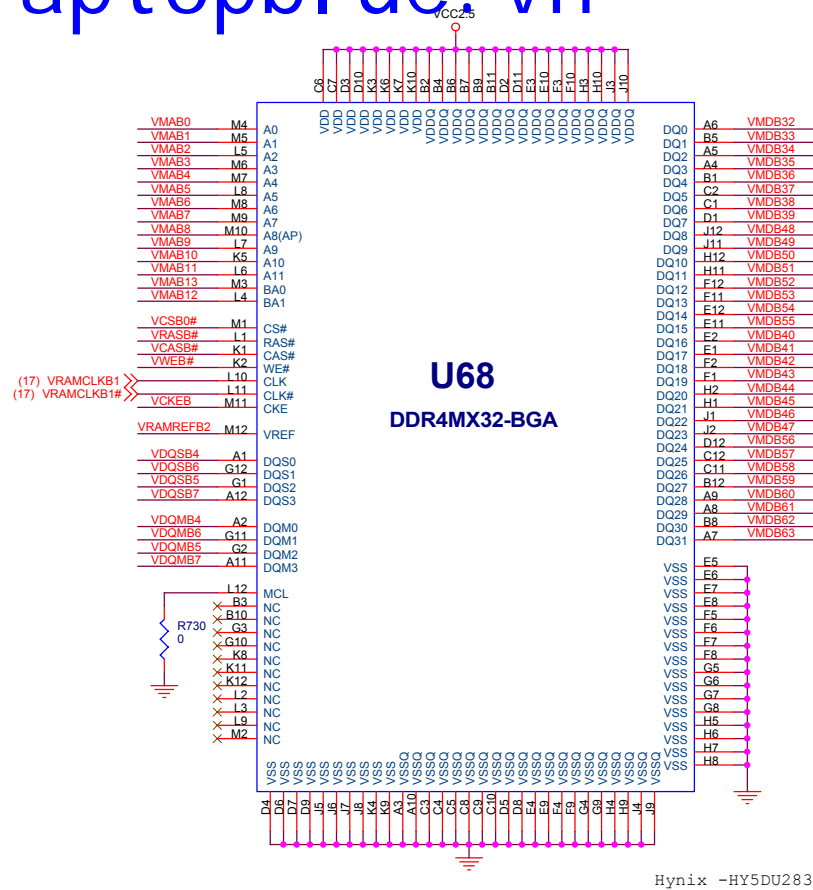 aptopblue.vn
VCC2.5
C6 C7 D3 D10 K3 K6 K7 K10 B2 B4 B6 B7 B9 B11 D2 D11 E3 E10 F3 F10 H3 H10 J3 J10
VDD VDD VDD VDD VDD VDD VDD VDD VDDQ VDDQ VDDQ VDDQ VDDQ VDDQ VDDQ VDDQ VDDQ VDDQ VDDQ VDDQ VDDQ VDDQ VDDQ VDDQ
VMAB0 M4 A0 DQ0 A6 VMDB32
VMAB1 M5 A1 DQ1 B5 VMDB33
VMAB2 L5 A2 DQ2 A5 VMDB34
VMAB3 M6 A3 DQ3 A4 VMDB35
VMAB4 M7 A4 DQ4 B1 VMDB36
VMAB5 L8 A5 DQ5 C2 VMDB37
VMAB6 M8 A6 DQ6 C1 VMDB38
VMAB7 M9 A7 DQ7 D1 VMDB39
VMAB8 M10 A8(AP) DQ8 J12 VMDB48
VMAB9 L7 A9 DQ9 J11 VMDB49
VMAB10 K5 A10 DQ10 H12 VMDB50
VMAB11 L6 A11 DQ11 H11 VMDB51
VMAB13 M3 BA0 DQ12 F12 VMDB52
VMAB12 L4 BA1 DQ13 F11 VMDB53
DQ14 E12 VMDB54
VCSB0# M1 CS# DQ15 E11 VMDB55
VRASB# L1 RAS# DQ16 E2 VMDB40
VCASB# K1 CAS# DQ17 E1 VMDB41
VWEB# K2 WE# DQ18 F2 VMDB42
(17) VRAMCLKB1 L10 CLK DQ19 F1 VMDB43
(17) VRAMCLKB1# L11 CLK# DQ20 H2 VMDB44
VCKEB M11 CKE DQ21 H1 VMDB45
DQ22 J1 VMDB46
VRAMREFB2 M12 VREF DQ23 J2 VMDB47
DQ24 D12 VMDB56
VDQSB4 A1 DQS0 DQ25 C12 VMDB57
VDQSB6 G12 DQS1 DQ26 C11 VMDB58
VDQSB5 G1 DQS2 DQ27 B12 VMDB59
VDQSB7 A12 DQS3 DQ28 A9 VMDB60
DQ29 A8 VMDB61
VDQMB4 A2 DQM0 DQ30 B8 VMDB62
VDQMB6 G11 DQM1 DQ31 A7 VMDB63
VDQMB5 G2 DQM2
VDQMB7 A11 DQM3
U68
DDR4MX32-BGA
VSS E5
VSS E6
L12 MCL VSS E7
B3 NC VSS E8
B10 NC VSS F5
G3 NC VSS F6
G10 NC VSS F7
K8 NC VSS F8
K11 NC VSS G5
K12 NC VSS G6
L2 NC VSS G7
L3 NC VSS G8
L9 NC VSS H5
M2 NC VSS H6
VSS H7
VSS H8
R730
0
VSS VSS VSS VSS VSS VSS VSS VSS VSS VSS VSSQ VSSQ VSSQ VSSQ VSSQ VSSQ VSSQ VSSQ VSSQ VSSQ VSSQ VSSQ VSSQ VSSQ VSSQ VSSQ VSSQ VSSQ VSSQ VSSQ
D4 D6 D7 D9 J5 J6 J7 J8 K4 K9 A3 A10 C3 C4 C5 C8 C9 C10 D5 D8 E4 E9 F4 F9 G4 G9 H4 H9 J4 J9
Hynix -HY5DU283